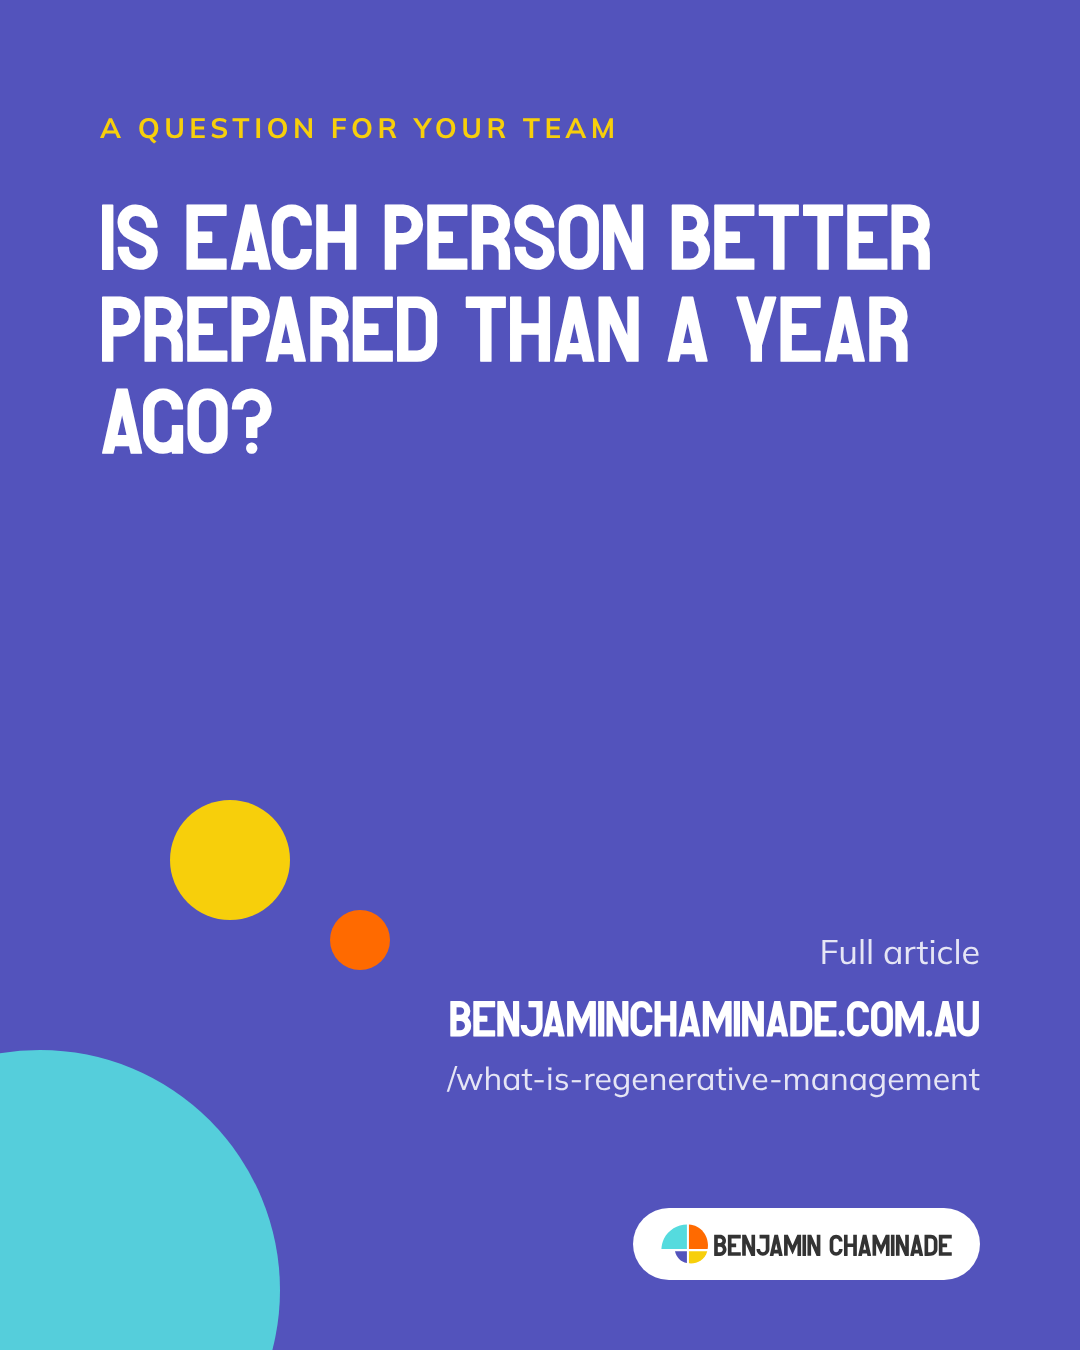 A QUESTION FOR YOUR TEAM
IS EACH PERSON BETTER
PREPARED THAN A YEAR
AGO?
Full article
BENJAMINCHAMINADE.COM.AU
/what-is-regenerative-management
BENJAMIN CHAMINADE